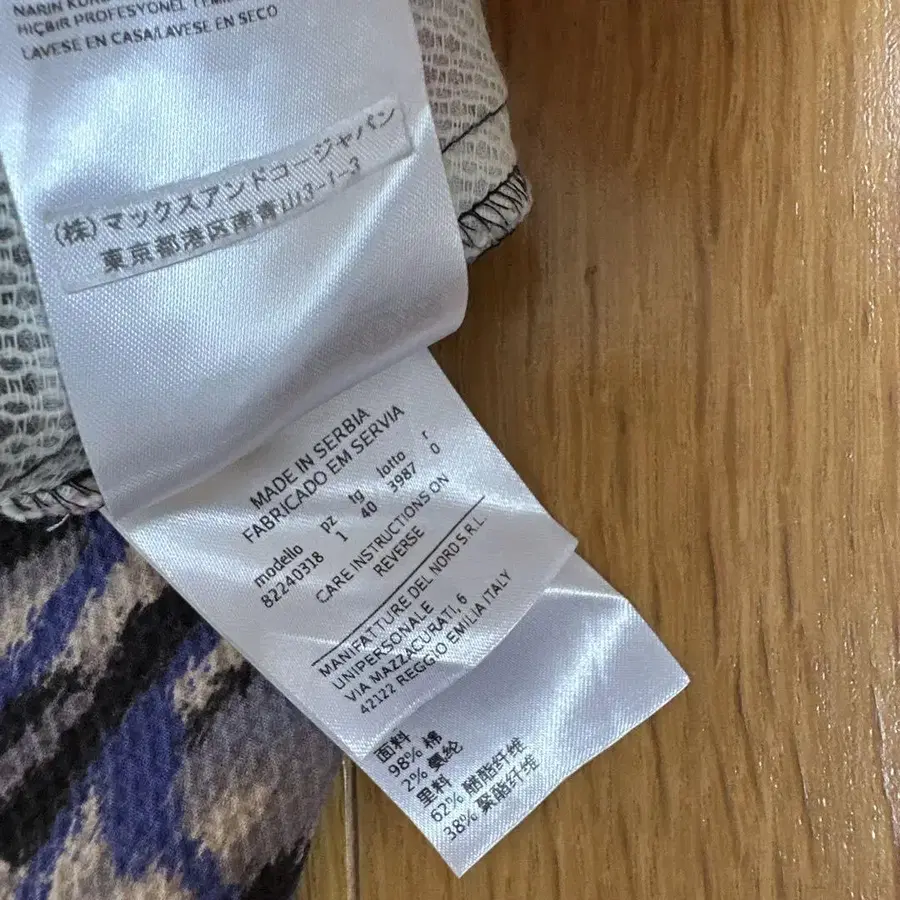 HİÇBİR PROFESYONEL TEMİ
LAVESE EN CASA/LAVESE EN SECO
(株)マックスアンドコージャパン
東京都港区南青山3-1-3
MADE IN SERBIA
FABRICADO EM SERVIA
modello pz tg lotto r
82240318 1 40 3987 0
CARE INSTRUCTIONS ON
REVERSE
MANIFATTURE DEL NORD S.R.L.
UNIPERSONALE
VIA MAZZACURATI, 6
42122 REGGIO EMILIA ITALY
面料
98% 棉
2% 氨纶
里料
62% 醋酯纤维
38% 聚酯纤维